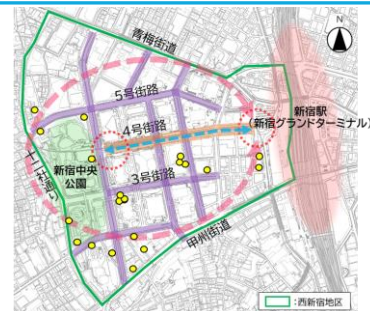 青梅街道
N
5号街路
新宿駅
(新宿グランドターミナル)
4号街路
新宿中央
公園
3号街路
十二社通り
甲州街道
:西新宿地区